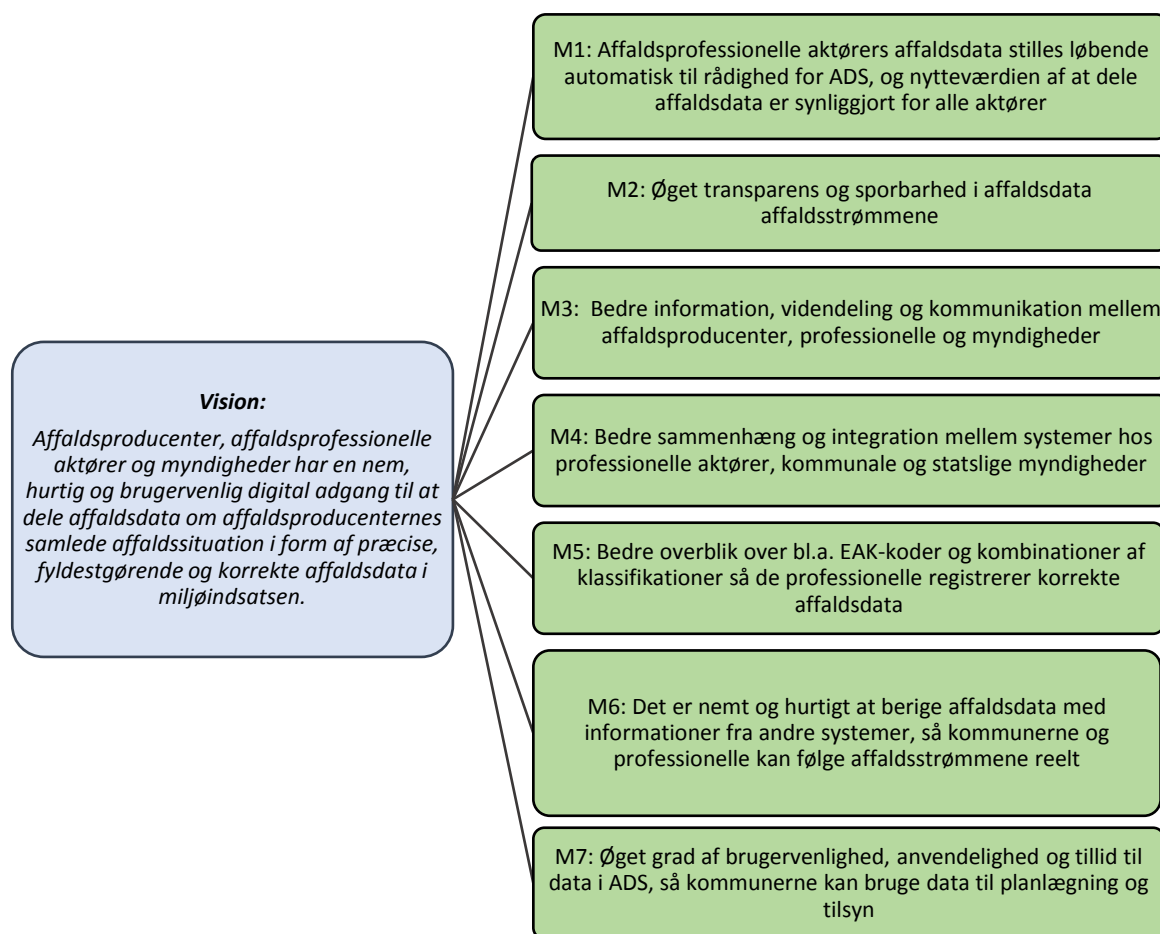 M1: Affaldsprofessionelle aktørers affaldsdata stilles løbende
automatisk til rådighed for ADS, og nytteværdien af at dele
affaldsdata er synliggjort for alle aktører
M2: Øget transparens og sporbarhed i affaldsdata
affaldsstrømmene
M3:  Bedre information, videndeling og kommunikation mellem
affaldsproducenter, professionelle og myndigheder
Vision:
Affaldsproducenter, affaldsprofessionelle
aktører og myndigheder har en nem,
hurtig og brugervenlig digital adgang til at
dele affaldsdata om affaldsproducenternes
samlede affaldssituation i form af præcise,
fyldestgørende og korrekte affaldsdata i
miljøindsatsen.
M4: Bedre sammenhæng og integration mellem systemer hos
professionelle aktører, kommunale og statslige myndigheder
M5: Bedre overblik over bl.a. EAK-koder og kombinationer af
klassifikationer så de professionelle registrerer korrekte
affaldsdata
M6: Det er nemt og hurtigt at berige affaldsdata med
informationer fra andre systemer, så kommunerne og
professionelle kan følge affaldsstrømmene reelt
M7: Øget grad af brugervenlighed, anvendelighed og tillid til
data i ADS, så kommunerne kan bruge data til planlægning og
tilsyn